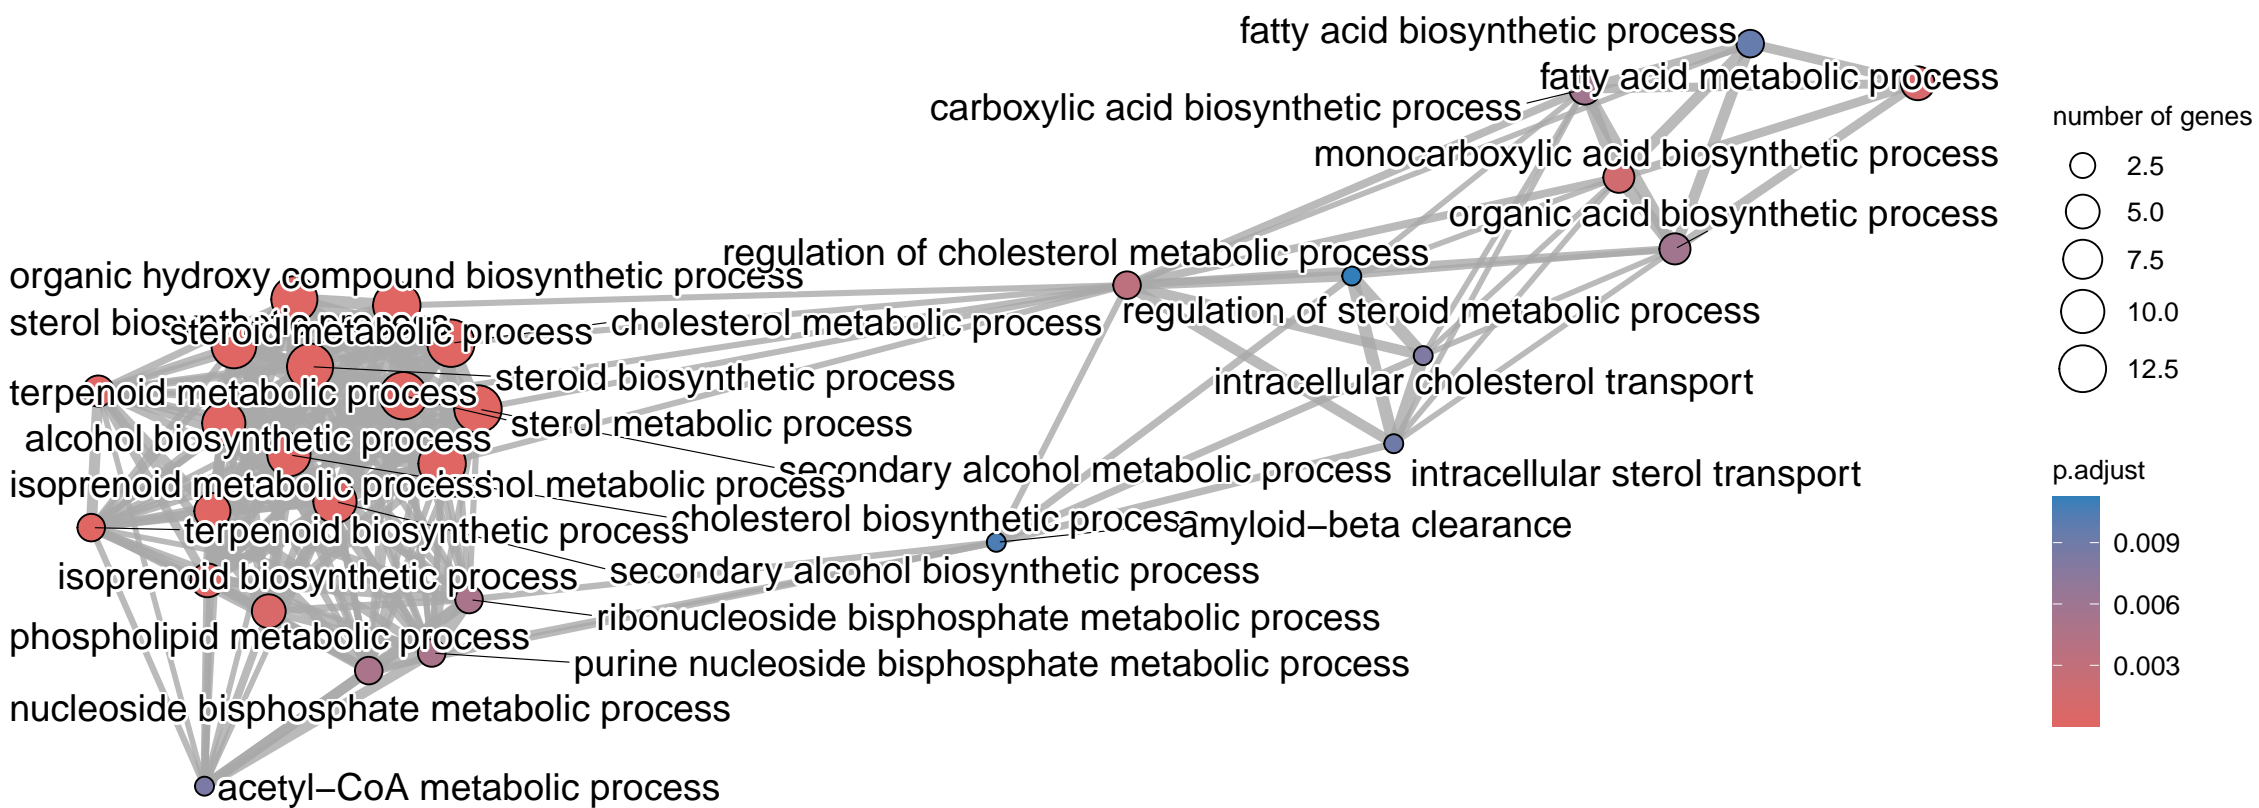 fatty acid biosynthetic process
fatty acid metabolic process
carboxylic acid biosynthetic process
monocarboxylic acid biosynthetic process
organic acid biosynthetic process
regulation of cholesterol metabolic process
organic hydroxy compound biosynthetic process
regulation of steroid metabolic process
sterol biosynthetic process
steroid metabolic process
cholesterol metabolic process
steroid biosynthetic process
intracellular cholesterol transport
terpenoid metabolic process
sterol metabolic process
alcohol biosynthetic process
secondary alcohol metabolic process
intracellular sterol transport
isoprenoid metabolic process
metabolic process
cholesterol biosynthetic process
amyloid−beta clearance
terpenoid biosynthetic process
secondary alcohol biosynthetic process
isoprenoid biosynthetic process
ribonucleoside bisphosphate metabolic process
phospholipid metabolic process
purine nucleoside bisphosphate metabolic process
nucleoside bisphosphate metabolic process
acetyl−CoA metabolic process
number of genes
2.5
5.0
7.5
10.0
12.5
p.adjust
0.009
0.006
0.003